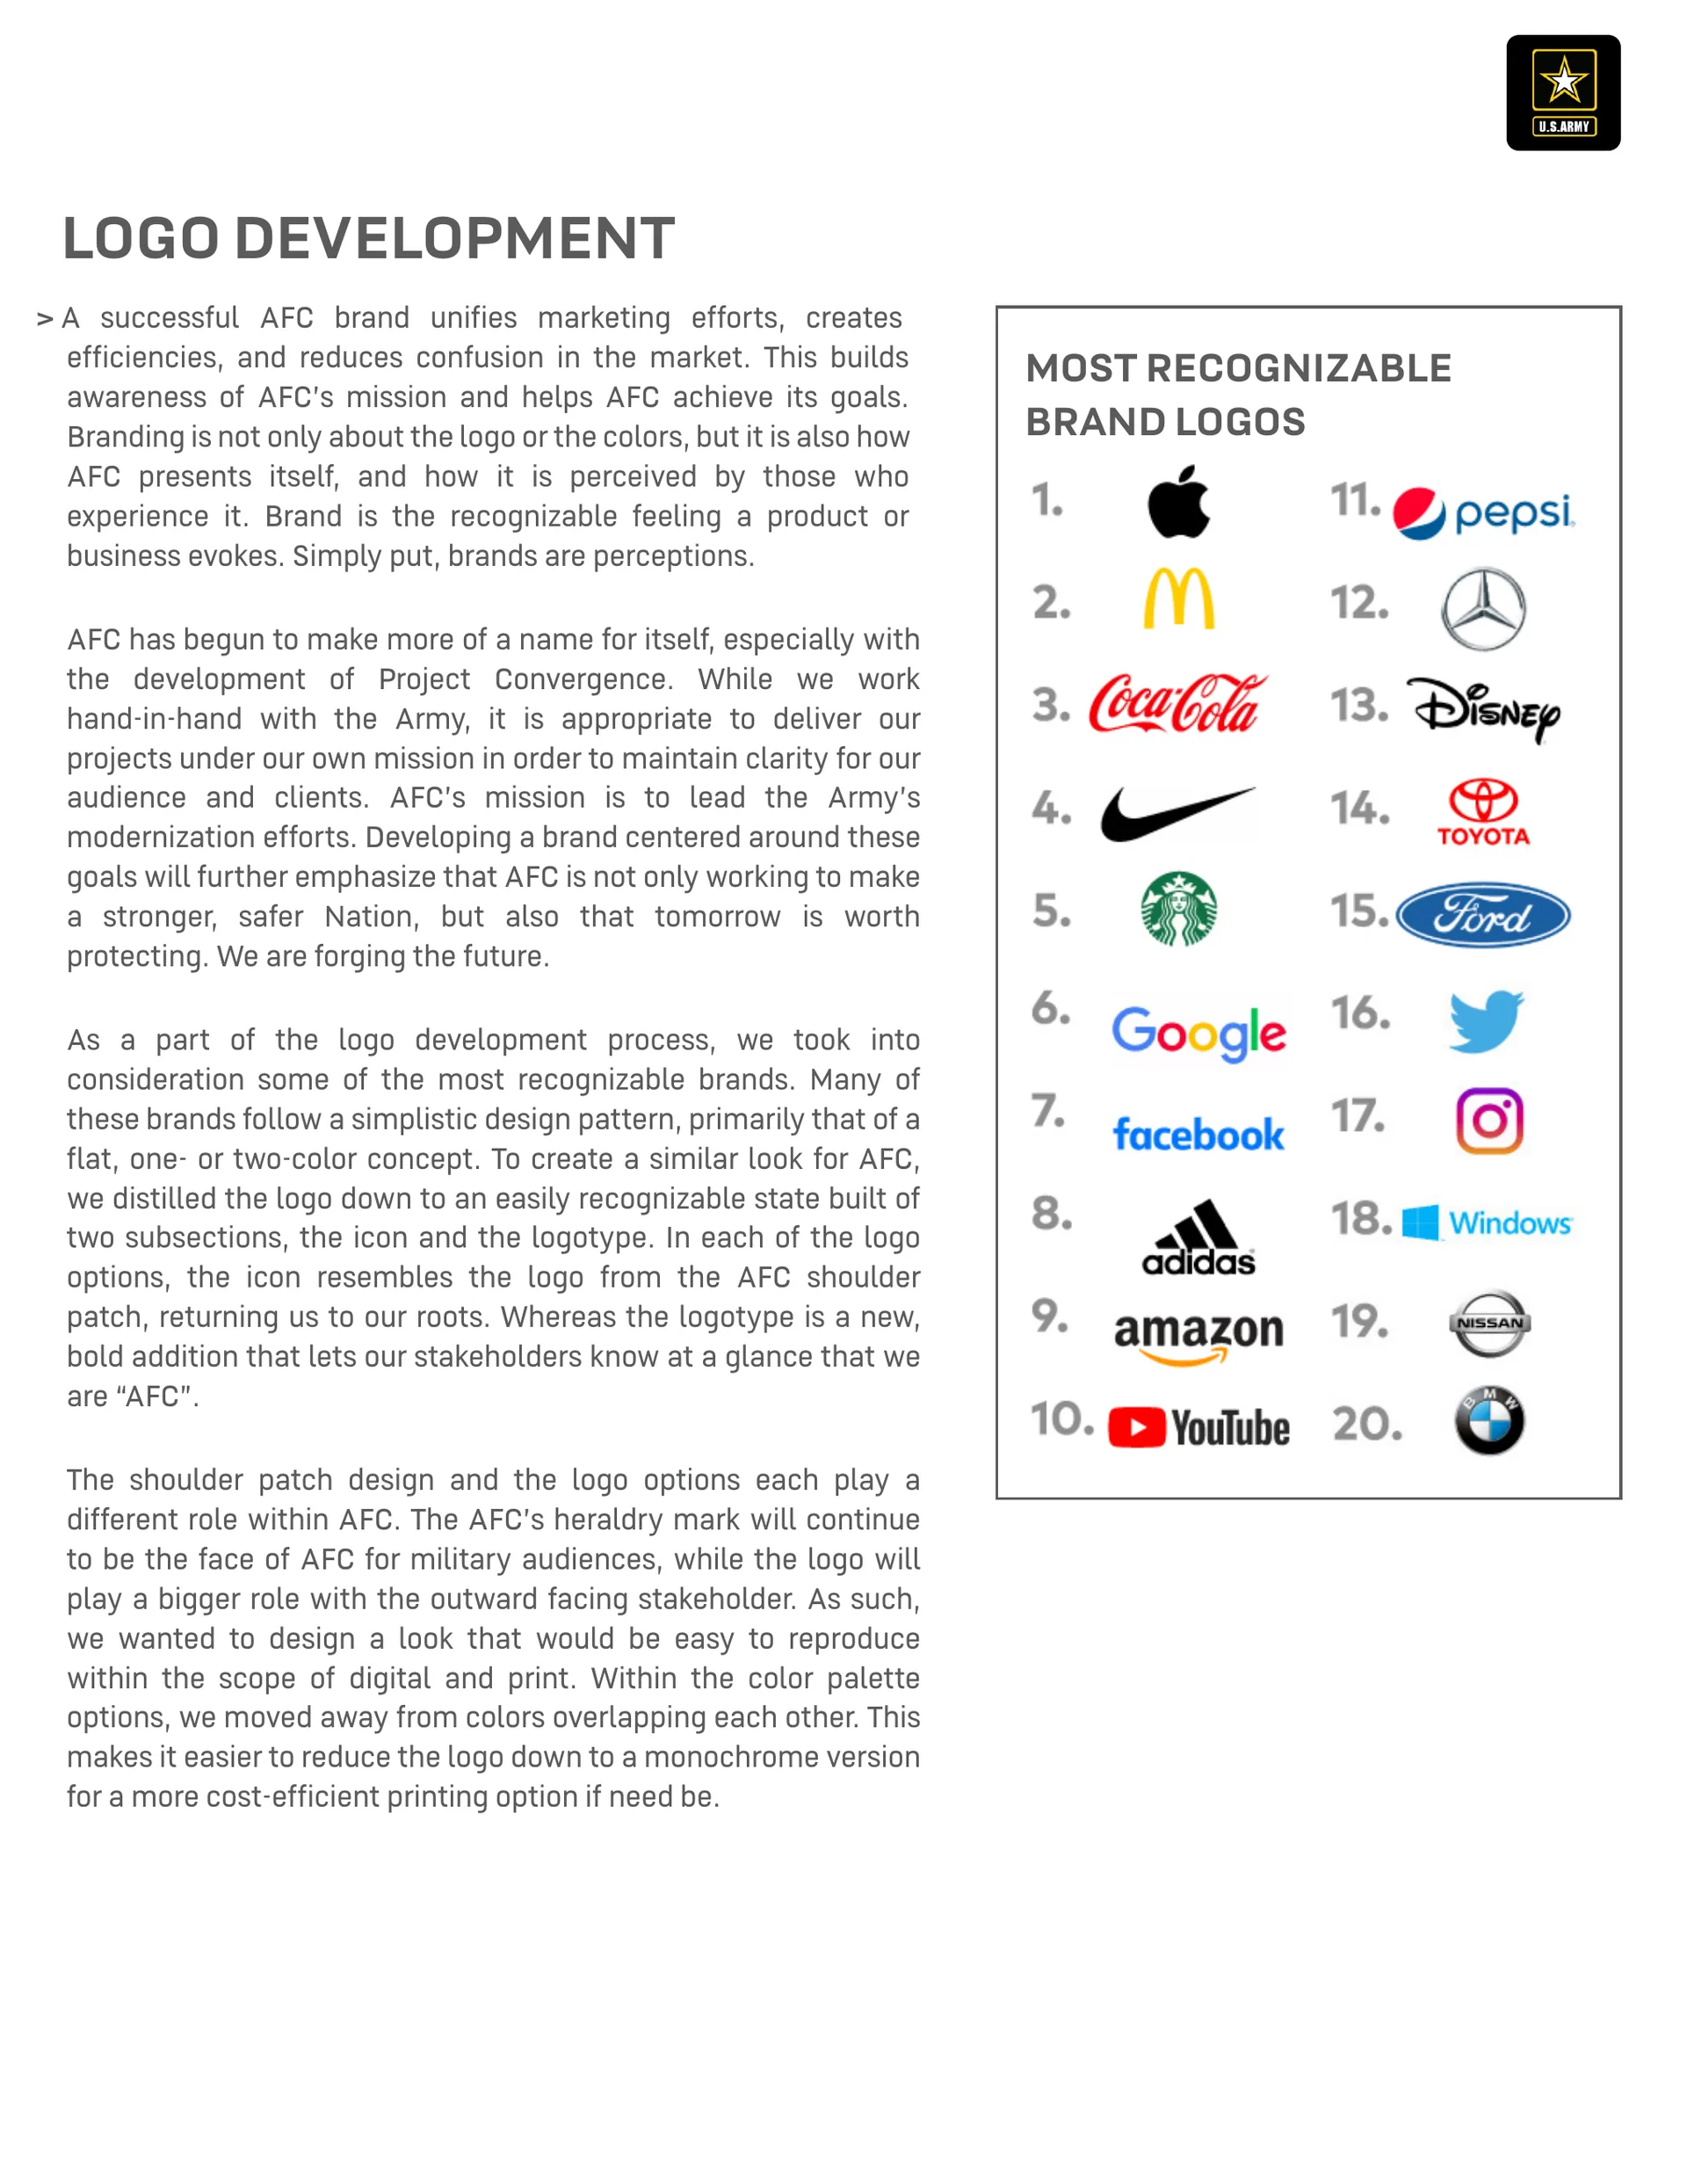 U.S.ARMY
LOGO DEVELOPMENT
> A successful AFC brand unifies marketing efforts, creates
efficiencies, and reduces confusion in the market. This builds
awareness of AFC's mission and helps AFC achieve its goals.
Branding is not only about the logo or the colors, but it is also how
AFC presents itself, and how it is perceived by those who
experience it. Brand is the recognizable feeling a product or
business evokes. Simply put, brands are perceptions.
AFC has begun to make more of a name for itself, especially with
the development of Project Convergence. While we work
hand-in-hand with the Army, it is appropriate to deliver our
projects under our own mission in order to maintain clarity for our
audience and clients. AFC's mission is to lead the Army's
modernization efforts. Developing a brand centered around these
goals will further emphasize that AFC is not only working to make
a stronger, safer Nation, but also that tomorrow is worth
protecting. We are forging the future.
As a part of the logo development process, we took into
consideration some of the most recognizable brands. Many of
these brands follow a simplistic design pattern, primarily that of a
flat, one- or two-color concept. To create a similar look for AFC,
we distilled the logo down to an easily recognizable state built of
two subsections, the icon and the logotype. In each of the logo
options, the icon resembles the logo from the AFC shoulder
patch, returning us to our roots. Whereas the logotype is a new,
bold addition that lets our stakeholders know at a glance that we
are “AFC”.
The shoulder patch design and the logo options each play a
different role within AFC. The AFC's heraldry mark will continue
to be the face of AFC for military audiences, while the logo will
play a bigger role with the outward facing stakeholder. As such,
we wanted to design a look that would be easy to reproduce
within the scope of digital and print. Within the color palette
options, we moved away from colors overlapping each other. This
makes it easier to reduce the logo down to a monochrome version
for a more cost-efficient printing option if need be.
MOST RECOGNIZABLE
BRAND LOGOS
1.
2.
3. Coca-Cola
4.
5.
6. Google
7. facebook
8. adidas
9. amazon
10. YouTube
11. pepsi
12.
13. Disney
14. TOYOTA
15. Ford
16.
17.
18. Windows
19. NISSAN
20. BMW